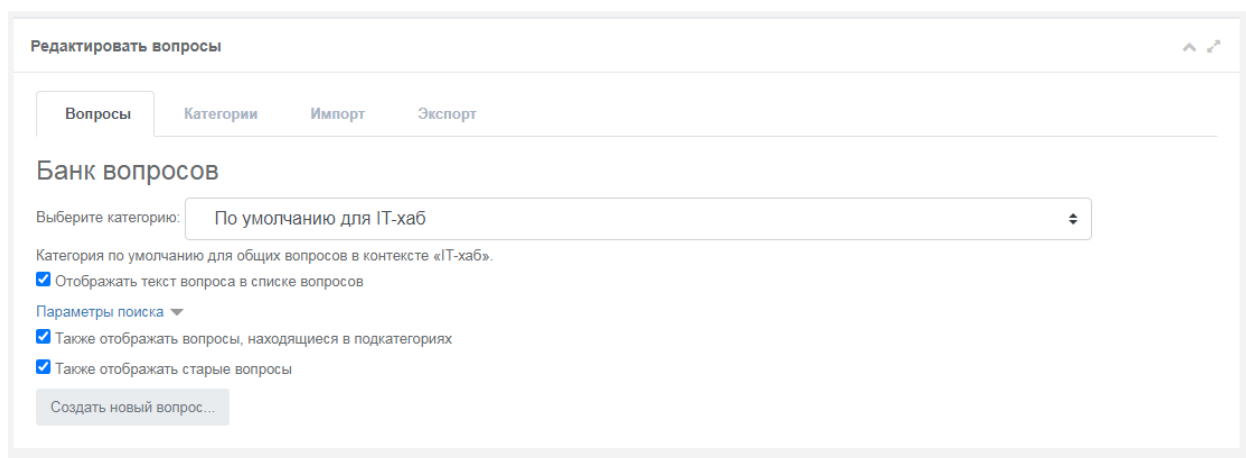 Редактировать вопросы
Вопросы Категории Импорт Экспорт
Банк вопросов
Выберите категорию: По умолчанию для IT-хаб
Категория по умолчанию для общих вопросов в контексте «IT-хаб».
Отображать текст вопроса в списке вопросов
Параметры поиска
Также отображать вопросы, находящиеся в подкатегориях
Также отображать старые вопросы
Создать новый вопрос...